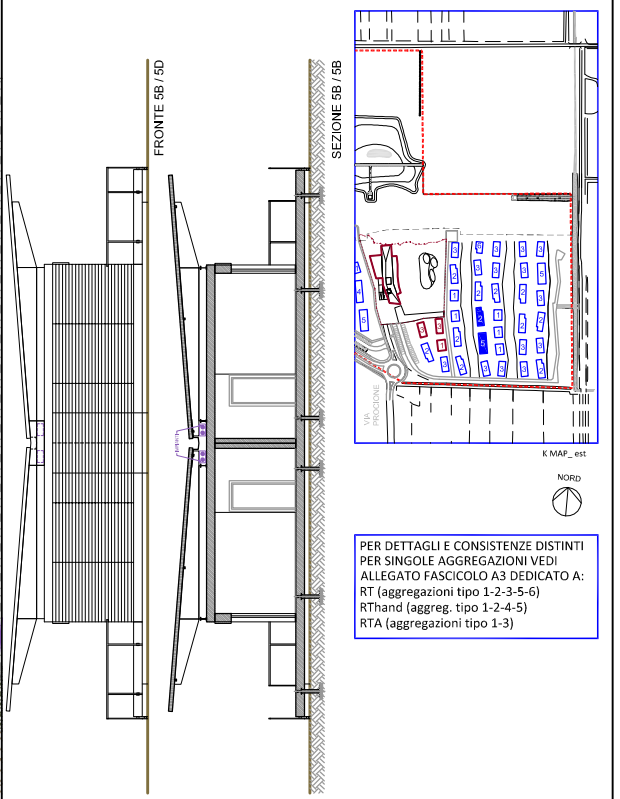 FRONTE 5B / 5D
SEZIONE 5B / 5B
VIA
PROCIONE
K MAP_ est
NORD
PER DETTAGLI E CONSISTENZE DISTINTI
PER SINGOLE AGGREGAZIONI VEDI
ALLEGATO FASCICOLO A3 DEDICATO A:
RT (aggregazioni tipo 1-2-3-5-6)
RThand (aggreg. tipo 1-2-4-5)
RTA (aggregazioni tipo 1-3)